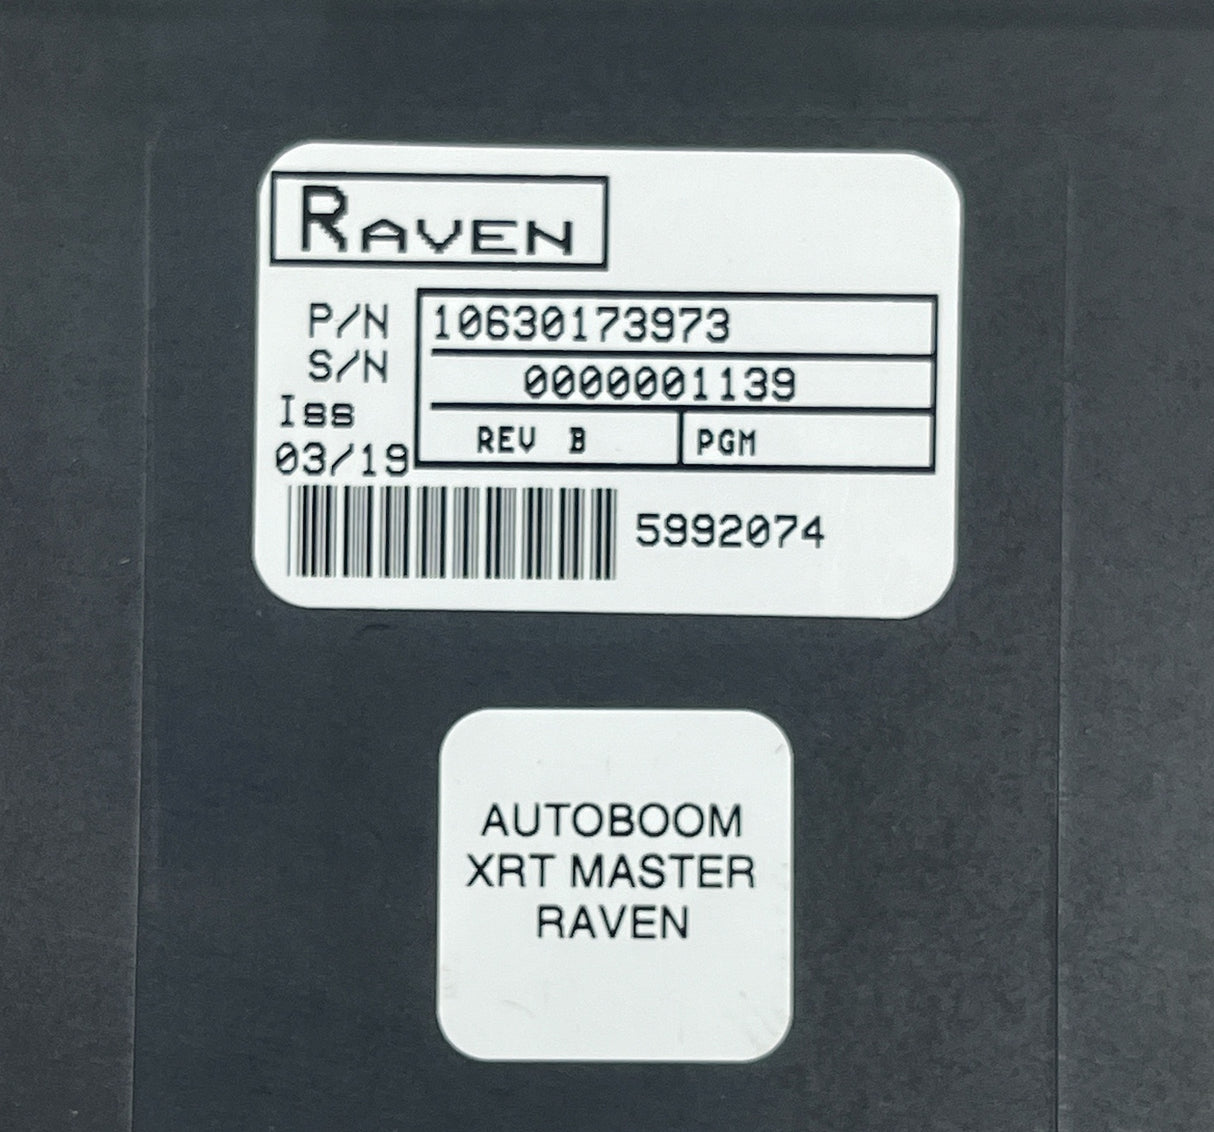 RAVEN
P/N 10630173973
S/N 0000001139
Iss
REV B PGM
03/19
5992074
AUTOBOOM
XRT MASTER
RAVEN